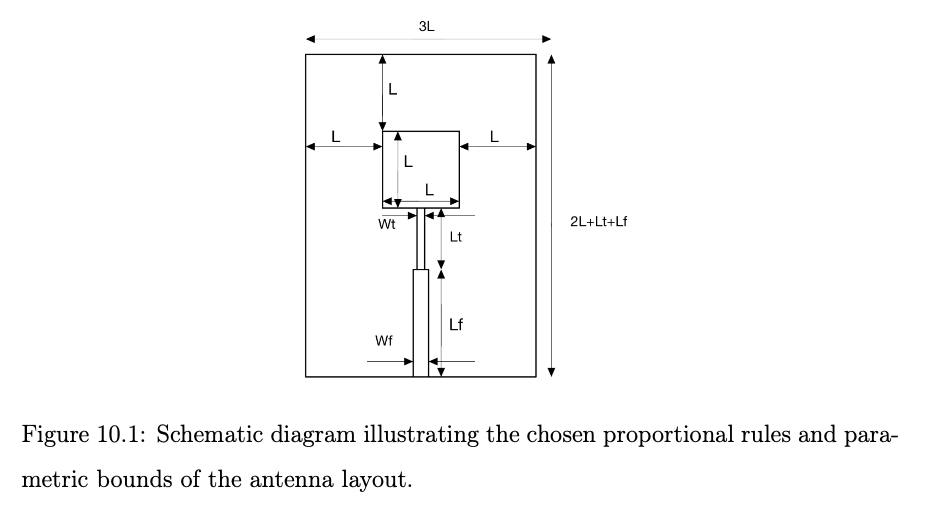 3L
L
L
L
L
L
Wt
Lt
2L+Lt+Lf
Lf
Wf
Figure 10.1: Schematic diagram illustrating the chosen proportional rules and para-
metric bounds of the antenna layout.